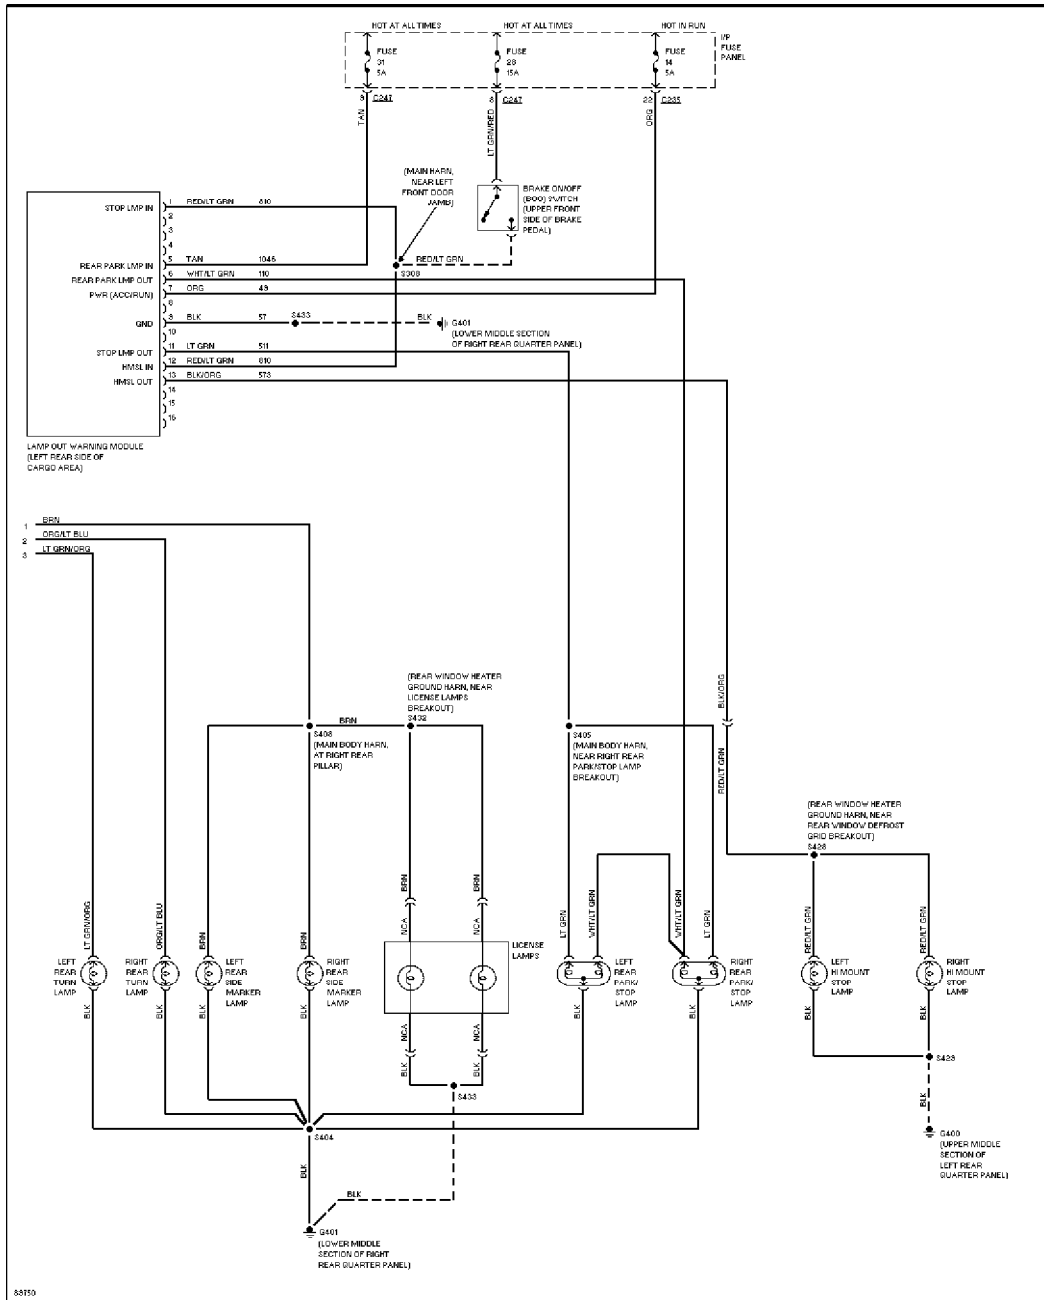 HOT AT ALL TIMES
HOT AT ALL TIMES
HOT IN RUN
FUSE
31
5A
FUSE
28
15A
FUSE
14
5A
I/P
FUSE
PANEL
9 C247
8 C247
22 C235
TAN
LT GRN/RED
ORG
(MAIN HARN,
NEAR LEFT
FRONT DOOR
JAMB)
BRAKE ON/OFF
(BOO) SWITCH
(UPPER FRONT
SIDE OF BRAKE
PEDAL)
STOP LMP IN
1 RED/LT GRN 810
2
3
4
REAR PARK LMP IN
5 TAN 1046
RED/LT GRN
S308
REAR PARK LMP OUT
6 WHT/LT GRN 110
PWR (ACC/RUN)
7 ORG 49
8
GND
9 BLK 57
S433
BLK
G401
(LOWER MIDDLE SECTION
OF RIGHT REAR QUARTER PANEL)
10
STOP LMP OUT
11 LT GRN 511
HMSL IN
12 RED/LT GRN 810
HMSL OUT
13 BLK/ORG 573
14
15
16
LAMP OUT WARNING MODULE
(LEFT REAR SIDE OF
CARGO AREA)
1 BRN
2 ORG/LT BLU
3 LT GRN/ORG
(REAR WINDOW HEATER
GROUND HARN, NEAR
LICENSE LAMPS
BREAKOUT)
S432
BLK/ORG
BRN
S408
(MAIN BODY HARN,
AT RIGHT REAR
PILLAR)
S405
(MAIN BODY HARN,
NEAR RIGHT REAR
PARK/STOP LAMP
BREAKOUT)
RED/LT GRN
(REAR WINDOW HEATER
GROUND HARN, NEAR
REAR WINDOW DEFROST
GRID BREAKOUT)
S428
BRN
BRN
LT GRN/ORG
ORG/LT BLU
BRN
BRN
NCA
NCA
LT GRN
WHT/LT GRN
WHT/LT GRN
LT GRN
RED/LT GRN
RED/LT GRN
LICENSE
LAMPS
LEFT
REAR
TURN
LAMP
RIGHT
REAR
TURN
LAMP
LEFT
REAR
SIDE
MARKER
LAMP
RIGHT
REAR
SIDE
MARKER
LAMP
LEFT
REAR
PARK/
STOP
LAMP
RIGHT
REAR
PARK/
STOP
LAMP
LEFT
HI MOUNT
STOP
LAMP
RIGHT
HI MOUNT
STOP
LAMP
BLK
BLK
BLK
BLK
NCA
NCA
BLK
BLK
BLK
BLK
BLK
BLK
S433
S423
S404
BLK
G400
(UPPER MIDDLE
SECTION OF
LEFT REAR
QUARTER PANEL)
BLK
BLK
G401
(LOWER MIDDLE
SECTION OF RIGHT
REAR QUARTER PANEL)
88750